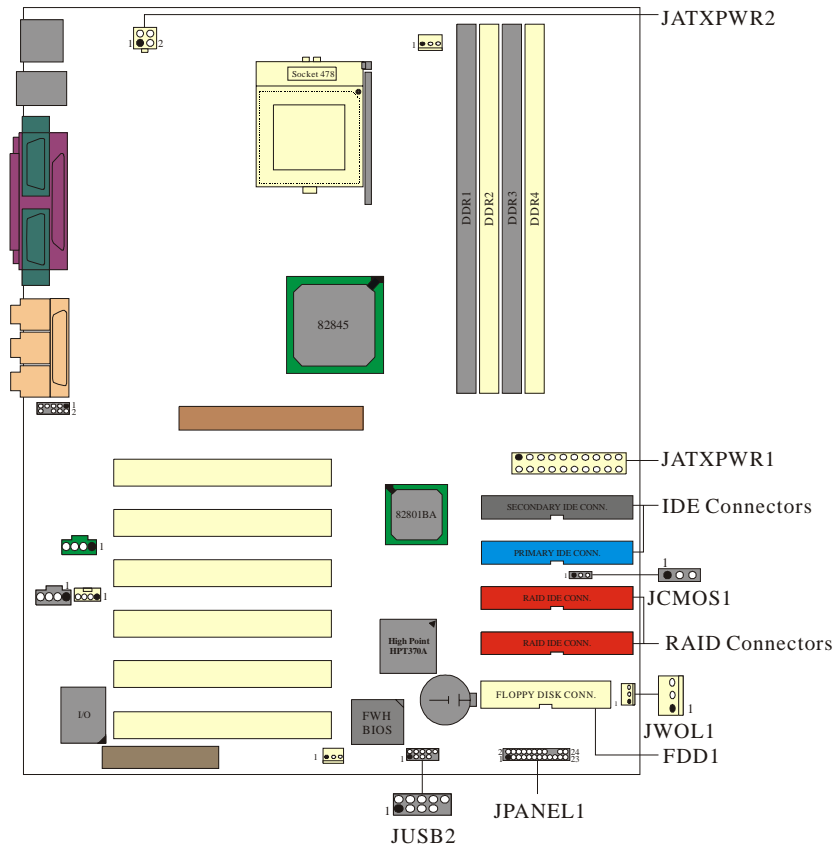 JATXPWR2
1 2
1
Socket 478
DDR1
DDR2
DDR3
DDR4
82845
1
2
JATXPWR1
82801BA
SECONDARY IDE CONN.
IDE Connectors
PRIMARY IDE CONN.
1
1
1
JCMOS1
1
1
RAID IDE CONN.
High Point
HPT370A
RAID IDE CONN.
RAID Connectors
I/O
FWH
BIOS
FLOPPY DISK CONN.
1
1
JWOL1
FDD1
1
1
2 24
1 23
1
JUSB2
JPANEL1